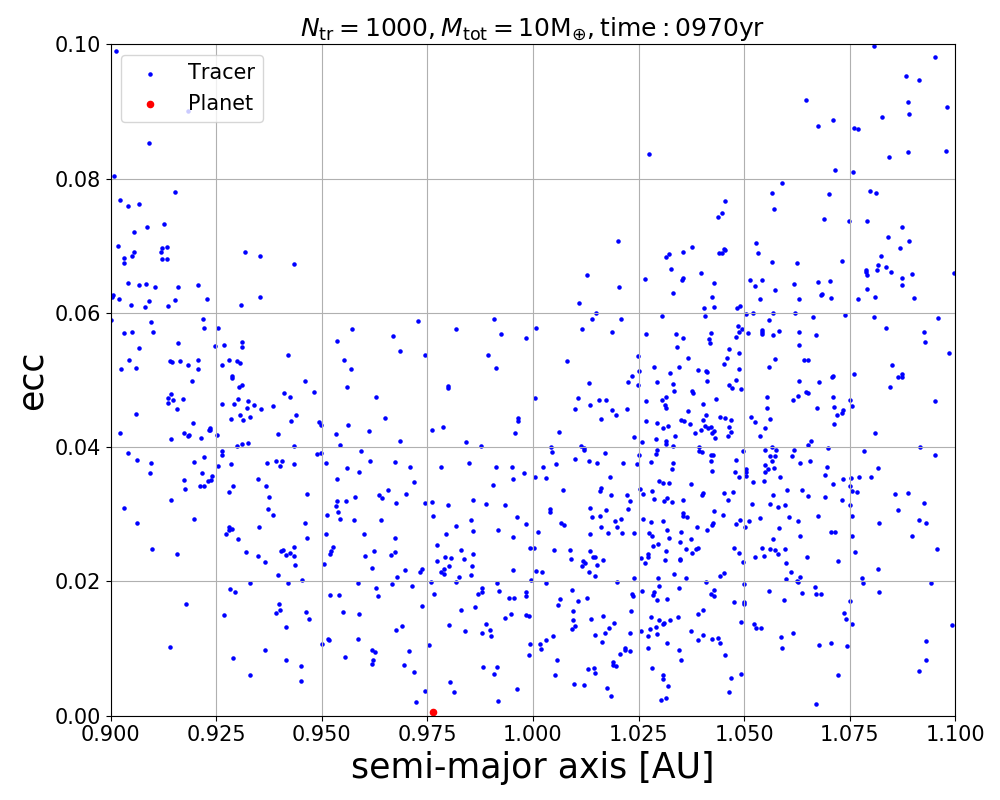 N_tr = 1000, M_tot = 10M_⊕, time : 0970yr
Tracer
Planet
ecc
0.10
0.08
0.06
0.04
0.02
0.00
0.900 0.925 0.950 0.975 1.000 1.025 1.050 1.075 1.100
semi-major axis [AU]